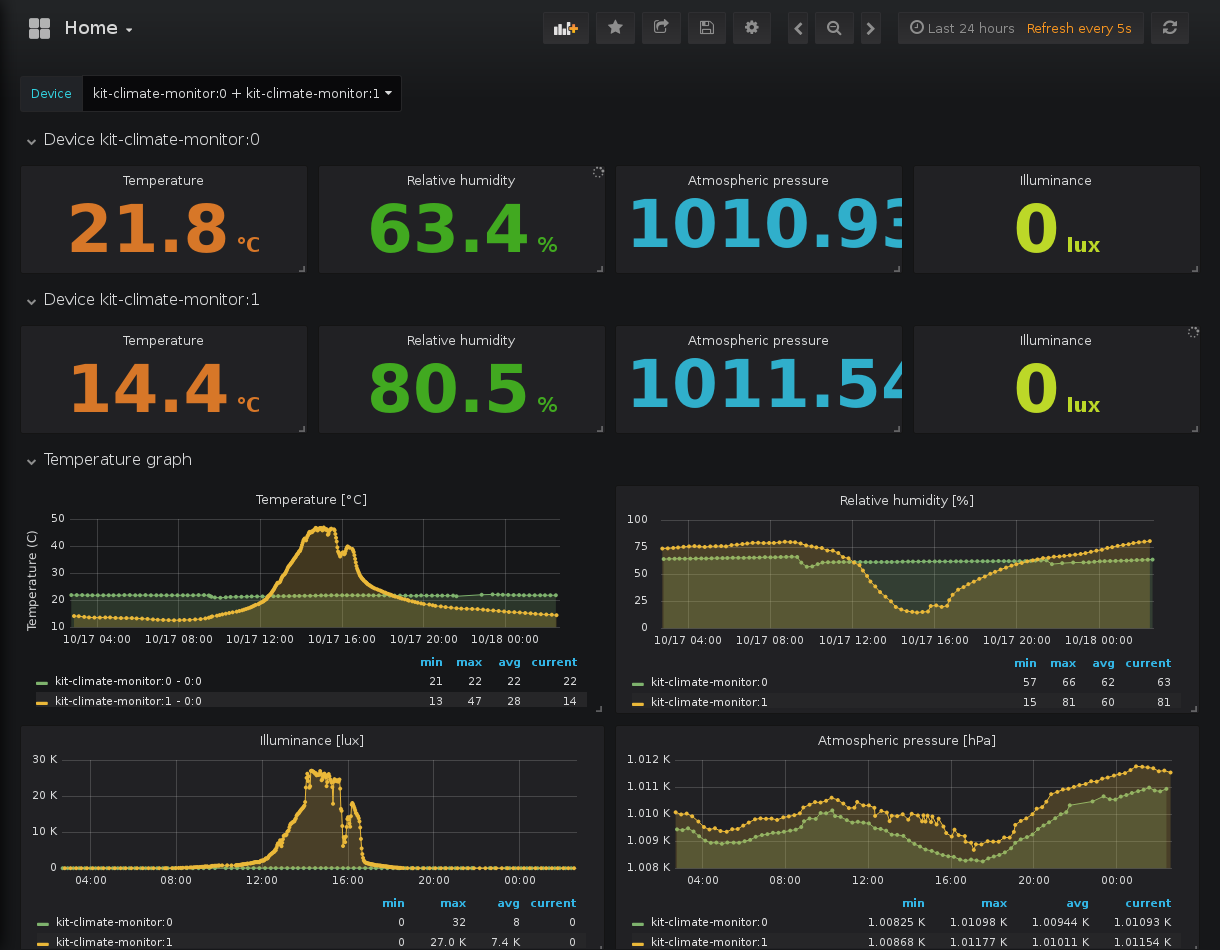 Home
Last 24 hours Refresh every 5s
Device kit-climate-monitor:0 + kit-climate-monitor:1
Device kit-climate-monitor:0
Temperature Relative humidity Atmospheric pressure Illuminance
21.8 °C 63.4 % 1010.93 0 lux
Device kit-climate-monitor:1
Temperature Relative humidity Atmospheric pressure Illuminance
14.4 °C 80.5 % 1011.54 0 lux
Temperature graph
Temperature [°C]
Temperature (C)
50
40
30
20
10
10/17 04:00 10/17 08:00 10/17 12:00 10/17 16:00 10/17 20:00 10/18 00:00
min max avg current
kit-climate-monitor:0 - 0:0 21 22 22 22
kit-climate-monitor:1 - 0:0 13 47 28 14
Relative humidity [%]
100
75
50
25
0
10/17 04:00 10/17 08:00 10/17 12:00 10/17 16:00 10/17 20:00 10/18 00:00
min max avg current
kit-climate-monitor:0 57 66 62 63
kit-climate-monitor:1 15 81 60 81
Illuminance [lux]
30 K
20 K
10 K
0
04:00 08:00 12:00 16:00 20:00 00:00
min max avg current
kit-climate-monitor:0 0 32 8 0
kit-climate-monitor:1 0 27.0 K 7.4 K 0
Atmospheric pressure [hPa]
1.012 K
1.011 K
1.010 K
1.009 K
1.008 K
04:00 08:00 12:00 16:00 20:00 00:00
min max avg current
kit-climate-monitor:0 1.00825 K 1.01098 K 1.00944 K 1.01093 K
kit-climate-monitor:1 1.00868 K 1.01177 K 1.01011 K 1.01154 K